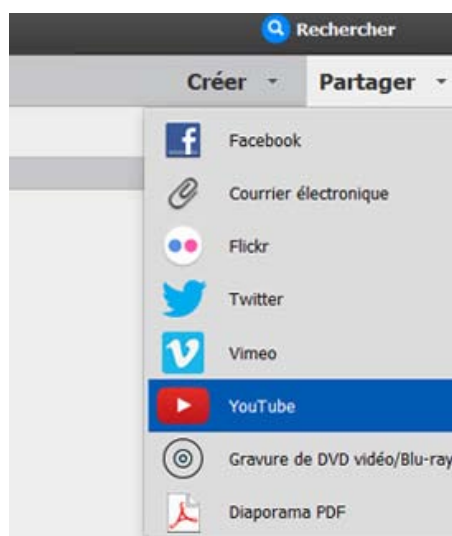 Rechercher
Créer Partager
Facebook
Courrier électronique
Flickr
Twitter
Vimeo
YouTube
Gravure de DVD vidéo/Blu-ray
Diaporama PDF